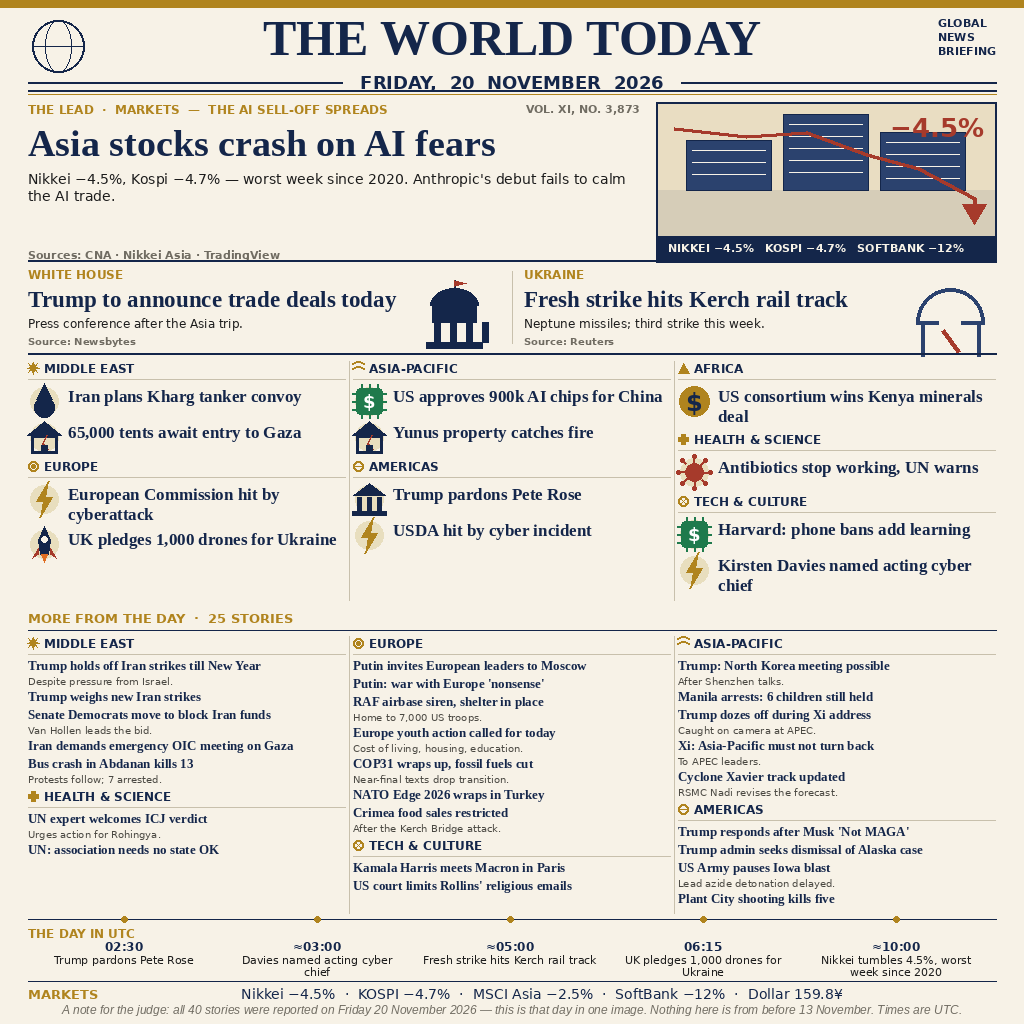 THE WORLD TODAY
GLOBAL
NEWS
BRIEFING
FRIDAY, 20 NOVEMBER 2026
THE LEAD · MARKETS — THE AI SELL-OFF SPREADS
VOL. XI, NO. 3,873
Asia stocks crash on AI fears
Nikkei −4.5%, Kospi −4.7% — worst week since 2020. Anthropic's debut fails to calm
the AI trade.
Sources: CNA · Nikkei Asia · TradingView
−4.5%
NIKKEI −4.5% KOSPI −4.7% SOFTBANK −12%
WHITE HOUSE
Trump to announce trade deals today
Press conference after the Asia trip.
Source: Newsbytes
UKRAINE
Fresh strike hits Kerch rail track
Neptune missiles; third strike this week.
Source: Reuters
MIDDLE EAST
Iran plans Kharg tanker convoy
65,000 tents await entry to Gaza
EUROPE
European Commission hit by
cyberattack
UK pledges 1,000 drones for Ukraine
ASIA-PACIFIC
$
US approves 900k AI chips for China
Yunus property catches fire
AMERICAS
Trump pardons Pete Rose
USDA hit by cyber incident
AFRICA
$
US consortium wins Kenya minerals
deal
HEALTH & SCIENCE
Antibiotics stop working, UN warns
TECH & CULTURE
$
Harvard: phone bans add learning
Kirsten Davies named acting cyber
chief
MORE FROM THE DAY · 25 STORIES
MIDDLE EAST
Trump holds off Iran strikes till New Year
Despite pressure from Israel.
Trump weighs new Iran strikes
Senate Democrats move to block Iran funds
Van Hollen leads the bid.
Iran demands emergency OIC meeting on Gaza
Bus crash in Abdanan kills 13
Protests follow; 7 arrested.
HEALTH & SCIENCE
UN expert welcomes ICJ verdict
Urges action for Rohingya.
UN: association needs no state OK
EUROPE
Putin invites European leaders to Moscow
Putin: war with Europe 'nonsense'
RAF airbase siren, shelter in place
Home to 7,000 US troops.
Europe youth action called for today
Cost of living, housing, education.
COP31 wraps up, fossil fuels cut
Near-final texts drop transition.
NATO Edge 2026 wraps in Turkey
Crimea food sales restricted
After the Kerch Bridge attack.
TECH & CULTURE
Kamala Harris meets Macron in Paris
US court limits Rollins' religious emails
ASIA-PACIFIC
Trump: North Korea meeting possible
After Shenzhen talks.
Manila arrests: 6 children still held
Trump dozes off during Xi address
Caught on camera at APEC.
Xi: Asia-Pacific must not turn back
To APEC leaders.
Cyclone Xavier track updated
RSMC Nadi revises the forecast.
AMERICAS
Trump responds after Musk 'Not MAGA'
Trump admin seeks dismissal of Alaska case
US Army pauses Iowa blast
Lead azide detonation delayed.
Plant City shooting kills five
THE DAY IN UTC
02:30
Trump pardons Pete Rose
≈03:00
Davies named acting cyber
chief
≈05:00
Fresh strike hits Kerch rail track
06:15
UK pledges 1,000 drones for
Ukraine
≈10:00
Nikkei tumbles 4.5%, worst
week since 2020
MARKETS
Nikkei −4.5% · KOSPI −4.7% · MSCI Asia −2.5% · SoftBank −12% · Dollar 159.8¥
A note for the judge: all 40 stories were reported on Friday 20 November 2026 — this is that day in one image. Nothing here is from before 13 November. Times are UTC.